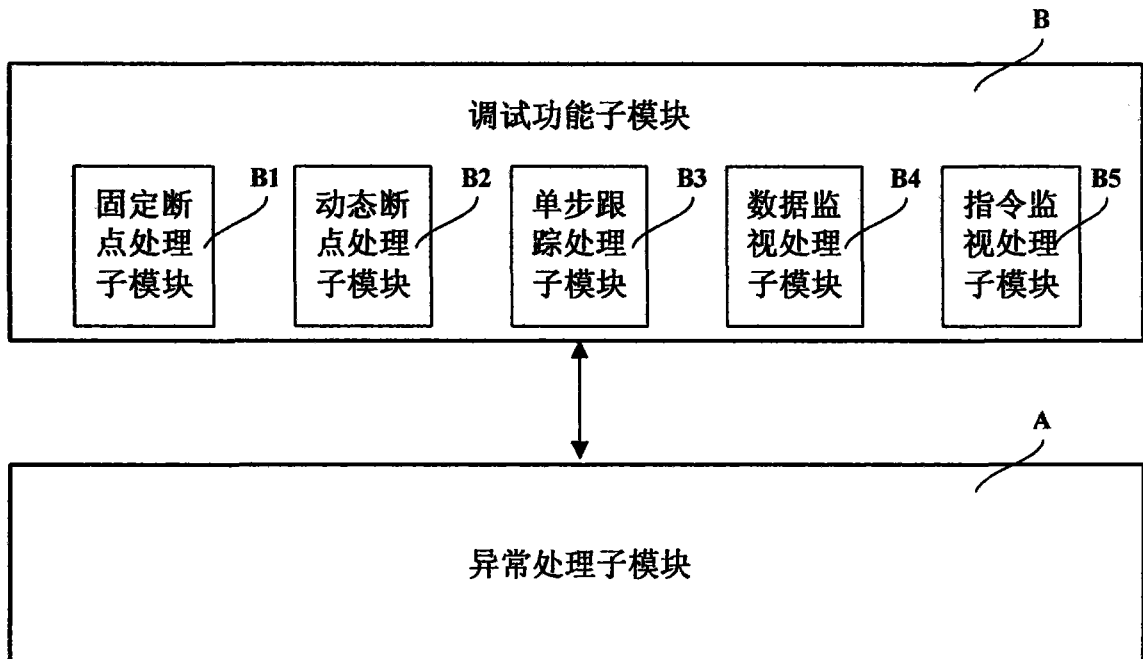 B
调试功能子模块
固定断
点处理
子模块
B1
动态断
点处理
子模块
B2
单步跟
踪处理
子模块
B3
数据监
视处理
子模块
B4
指令监
视处理
子模块
B5
A
异常处理子模块